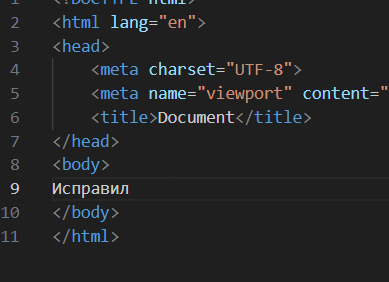 1 <!DOCTYPE html>
2 <html lang="en">
3 <head>
4 <meta charset="UTF-8">
5 <meta name="viewport" content="
6 <title>Document</title>
7 </head>
8 <body>
9 Исправил
10 </body>
11 </html>